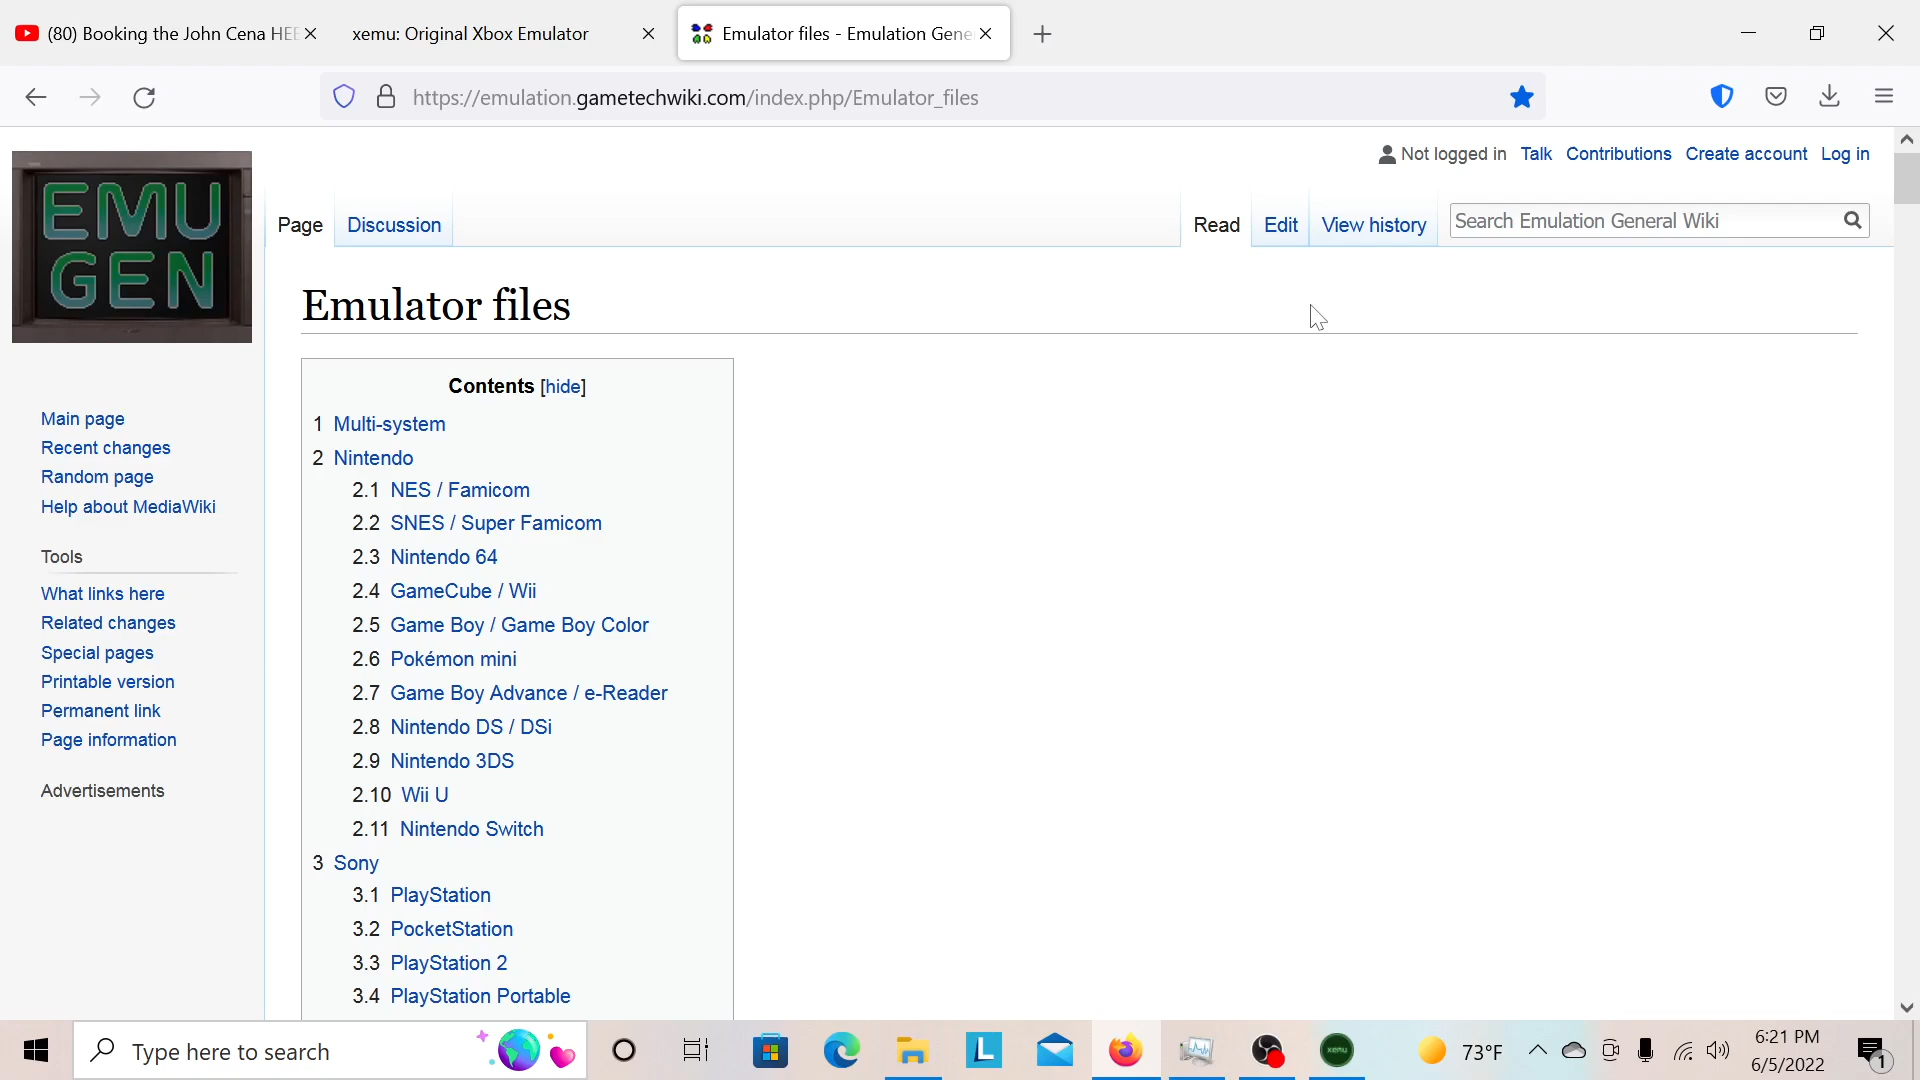 (80) Booking the John Cena HEE
xemu: Original Xbox Emulator
Emulator files - Emulation Gene
https://emulation.gametechwiki.com/index.php/Emulator_files
EMU
GEN
Not logged in Talk Contributions Create account Log in
Page Discussion Read Edit View history
Search Emulation General Wiki
Emulator files
Contents [hide]
1 Multi-system
2 Nintendo
2.1 NES / Famicom
2.2 SNES / Super Famicom
2.3 Nintendo 64
2.4 GameCube / Wii
2.5 Game Boy / Game Boy Color
2.6 Pokémon mini
2.7 Game Boy Advance / e-Reader
2.8 Nintendo DS / DSi
2.9 Nintendo 3DS
2.10 Wii U
2.11 Nintendo Switch
3 Sony
3.1 PlayStation
3.2 PocketStation
3.3 PlayStation 2
3.4 PlayStation Portable
Main page
Recent changes
Random page
Help about MediaWiki
Tools
What links here
Related changes
Special pages
Printable version
Permanent link
Page information
Advertisements
Type here to search
L
xemu
73°F
6:21 PM
6/5/2022
1